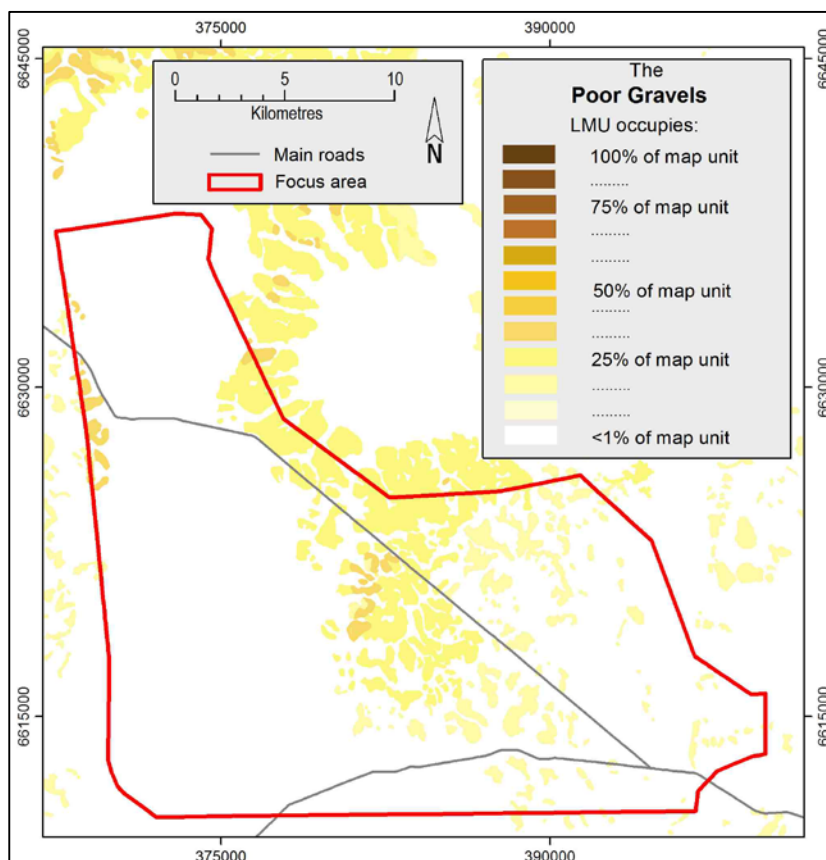 375000
390000
6645000
6645000
0
5
10
Kilometres
Main roads
Focus area
N
The
Poor Gravels
LMU occupies:
100% of map unit
.........
75% of map unit
.........
.........
50% of map unit
.........
.........
25% of map unit
.........
.........
<1% of map unit
6630000
6630000
6615000
6615000
375000
390000